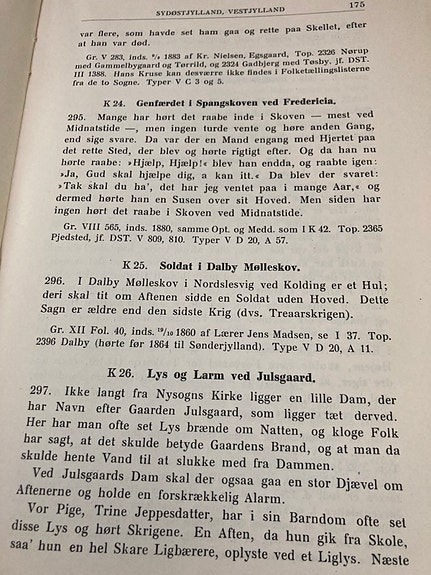 SYDØSTJYLLAND, VESTJYLLAND 175
var flere, som havde set ham gaa og rette paa Skellet, efter
at han var død.
Gr. V 283, inds. ⁹/₄ 1883 af Kr. Nielsen, Egsgaard, Top. 2326 Nørup
med Gammelbygaard og Tørrild, og 2324 Gadbjerg med Tøsby. jf. DST.
III 1388. Hans Kruse kan desværre ikke findes i Folketællingslisterne
fra de to Sogne. Typer V C 3 og 5.
K 24. Genfærdet i Spangskoven ved Fredericia.
295. Mange har hørt det raabe inde i Skoven — mest ved
Midnatstide —, men ingen turde vente og høre anden Gang,
end sige svare. Da var der en Mand engang med Hjertet paa
det rette Sted, der blev og hørte rigtigt efter. Og da han nu
hørte raabe: »Hjælp, Hjælp!« blev han endda, og raabte igen:
»Ja, Gud skal hjælpe dig, a kan itt.« Da blev der svaret:
»Tak skal du ha', det har jeg ventet paa i mange Aar,« og
dermed hørte han en Susen over sit Hoved. Men siden har
ingen hørt det raabe i Skoven ved Midnatstide.
Gr. VIII 565, inds. 1880, samme Opt. og Medd. som I K 42. Top. 2365
Pjedsted, jf. DST. V 809, 810. Typer V D 20, A 57.
K 25. Soldat i Dalby Mølleskov.
296. I Dalby Mølleskov i Nordslesvig ved Kolding er et Hul;
deri skal tit om Aftenen sidde en Soldat uden Hoved. Dette
Sagn er ældre end den sidste Krig (dvs. Treaarskrigen).
Gr. XII Fol. 40, inds. ¹⁹/₁₀ 1860 af Lærer Jens Madsen, se I 37. Top.
2396 Dalby (hørte før 1864 til Sønderjylland). Type V D 20, A 11.
K 26. Lys og Larm ved Julsgaard.
297. Ikke langt fra Nysogns Kirke ligger en lille Dam, der
har Navn efter Gaarden Julsgaard, som ligger tæt derved.
Her har man ofte set Lys brænde om Natten, og kloge Folk
har sagt, at det skulde betyde Gaardens Brand, og at man da
skulde hente Vand til at slukke med fra Dammen.
Ved Julsgaards Dam skal der ogsaa gaa en stor Djævel om
Aftenerne og holde en forskrækkelig Alarm.
Vor Pige, Trine Jeppesdatter, har i sin Barndom ofte set
disse Lys og hørt Skrigene. En Aften, da hun gik fra Skole,
saa' hun en hel Skare Ligbærere, oplyste ved et Liglys. Næste